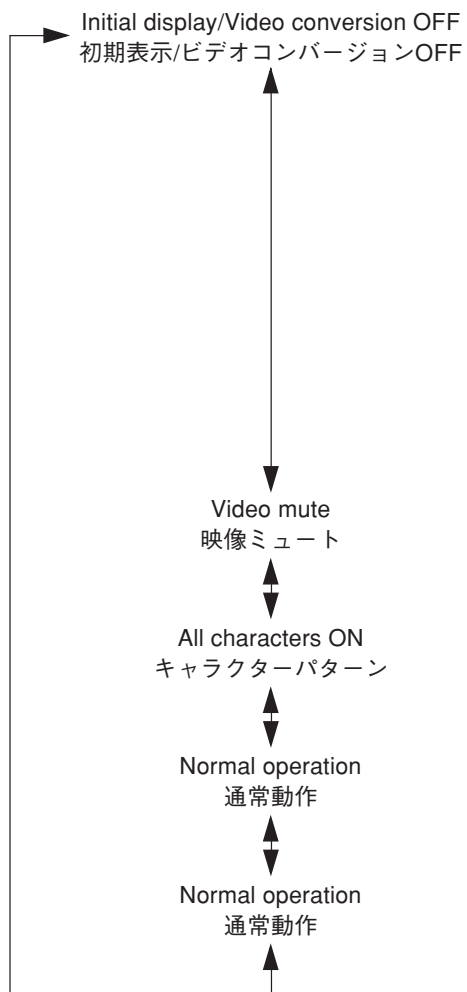 Initial display/Video conversion OFF
初期表示/ビデオコンバージョンOFF
Video mute
映像ミュート
All characters ON
キャラクターパターン
Normal operation
通常動作
Normal operation
通常動作